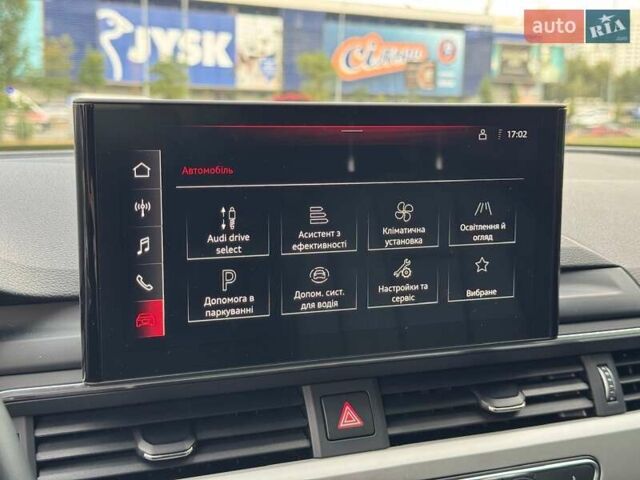 auto RIA
.com
JYSK
Сільпо
17:02
Автомобіль
Audi drive
select
Асистент з
ефективності
Кліматична
установка
Освітлення й
огляд
P
Допомога в
паркуванні
Допом. сист.
для водія
Настройки та
сервіс
Вибране